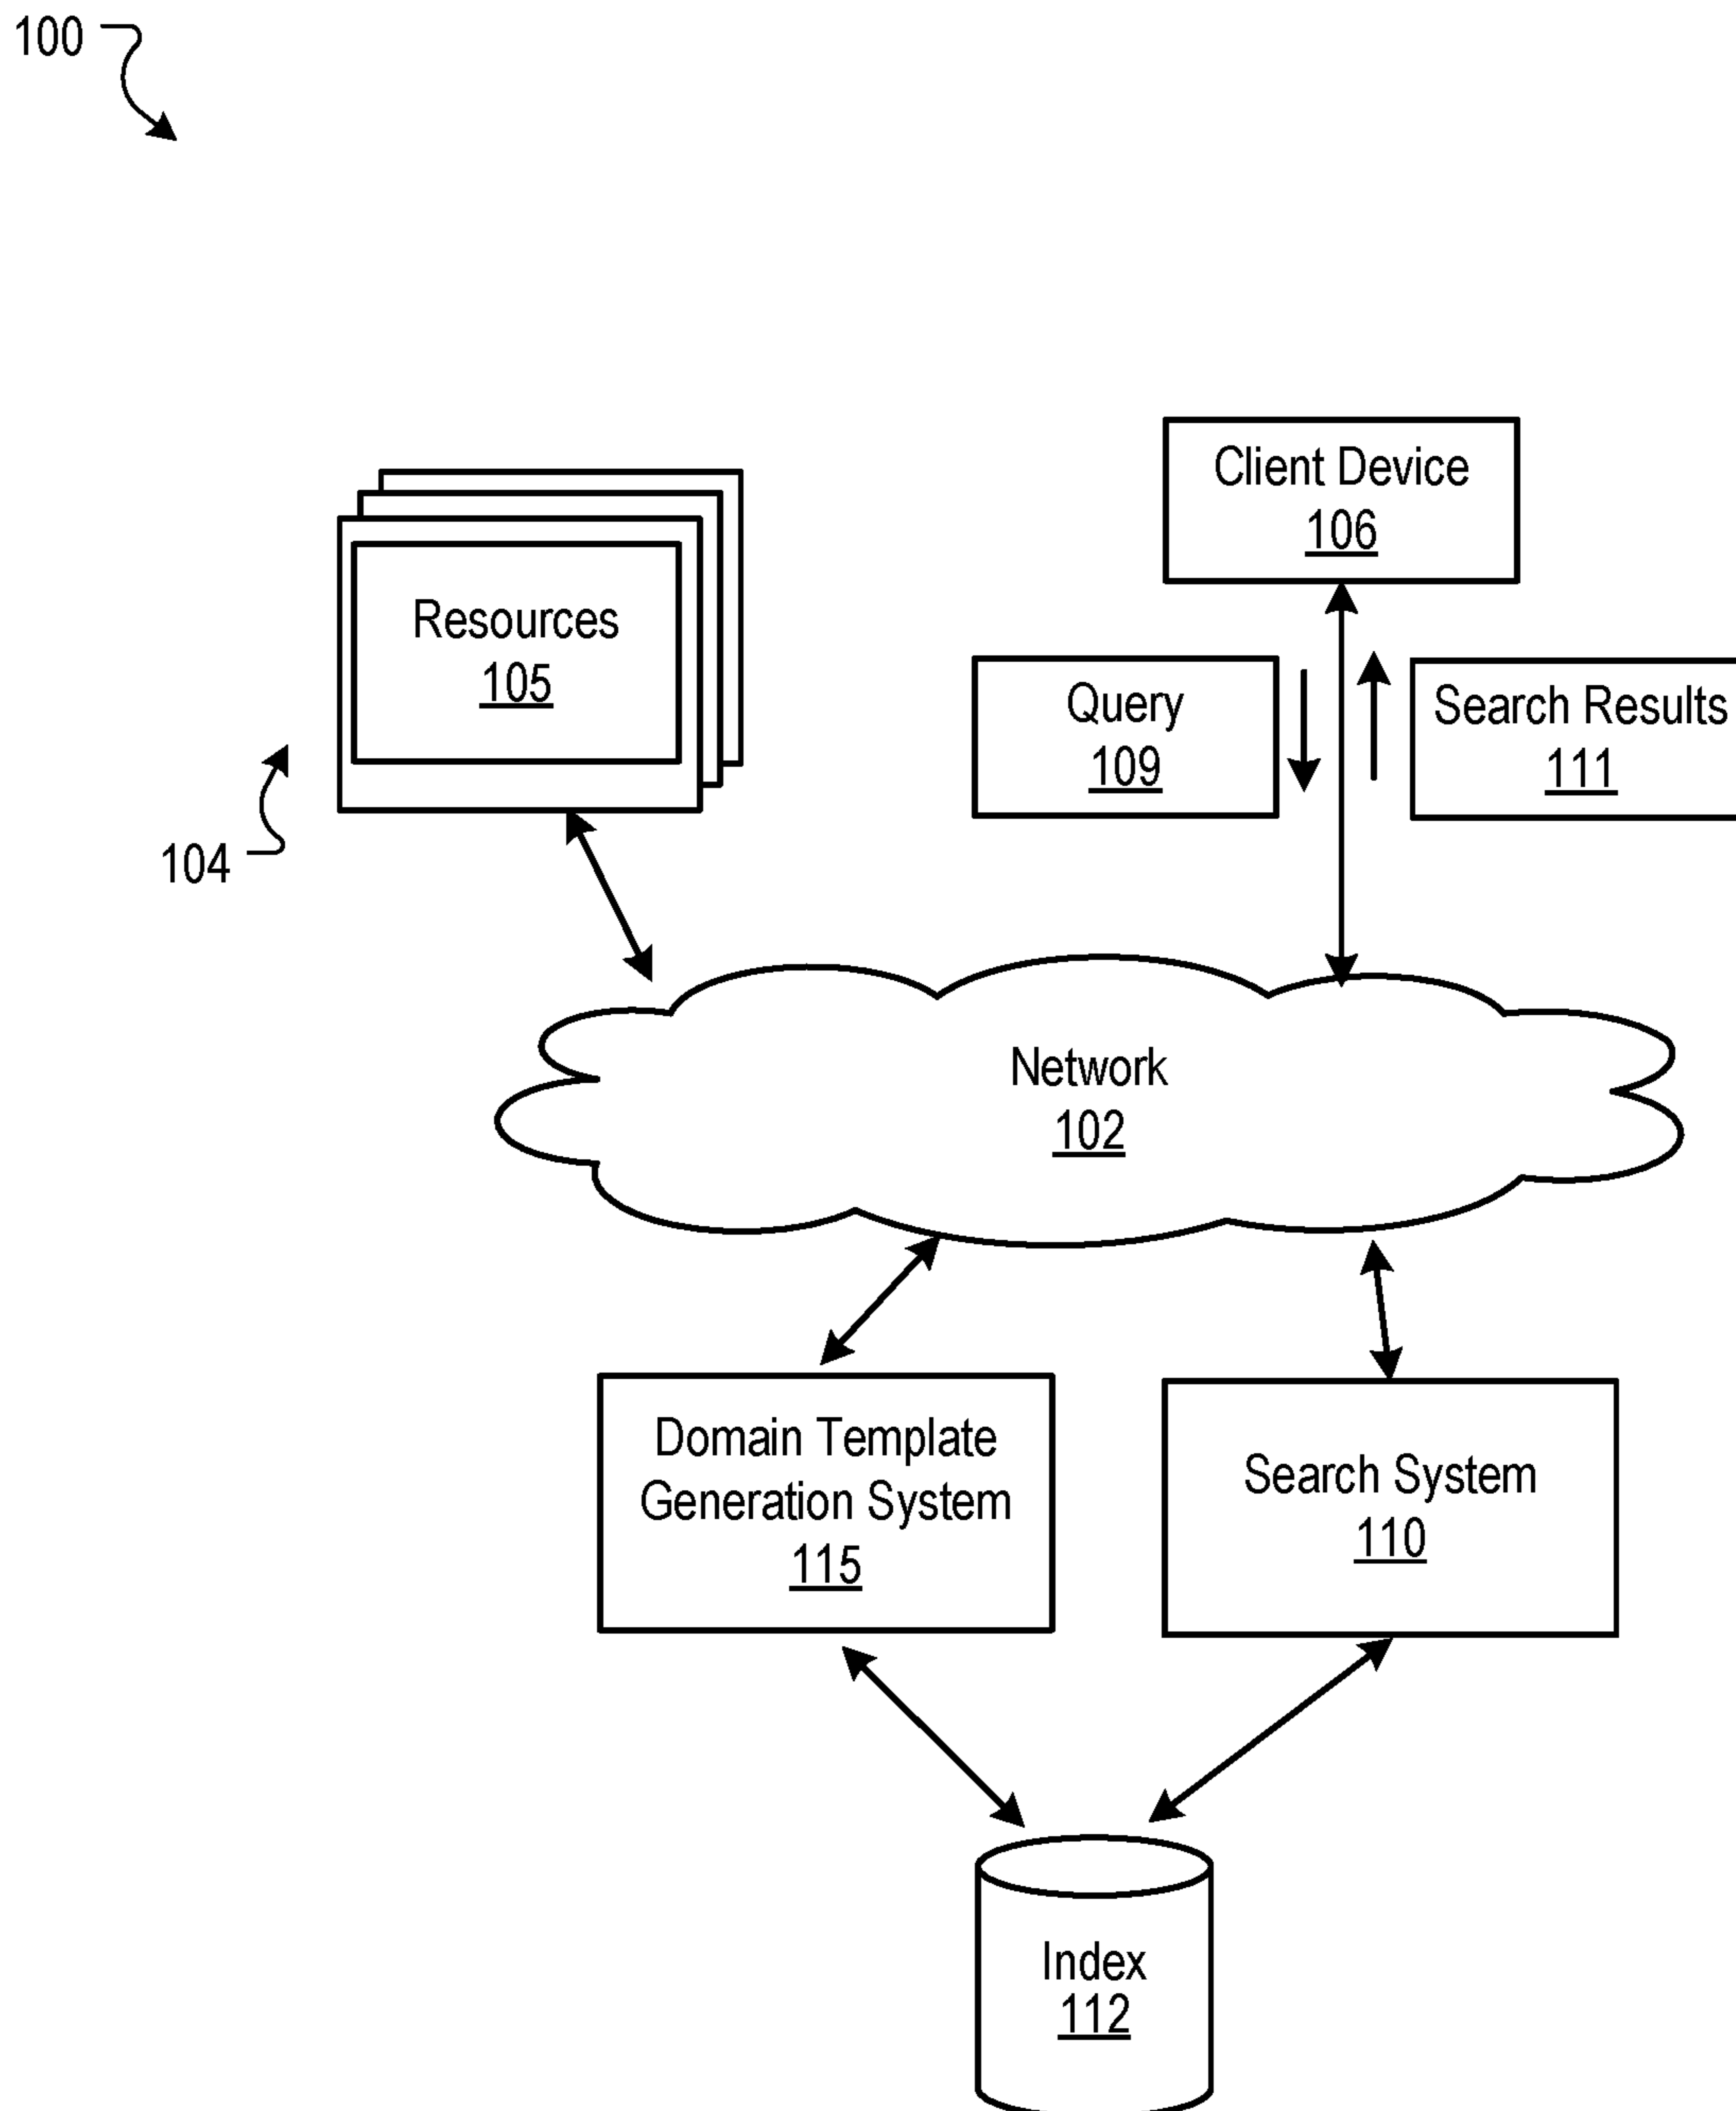 100
Client Device
106
Resources
105
Query
109
Search Results
111
104
Network
102
Domain Template
Generation System
115
Search System
110
Index
112